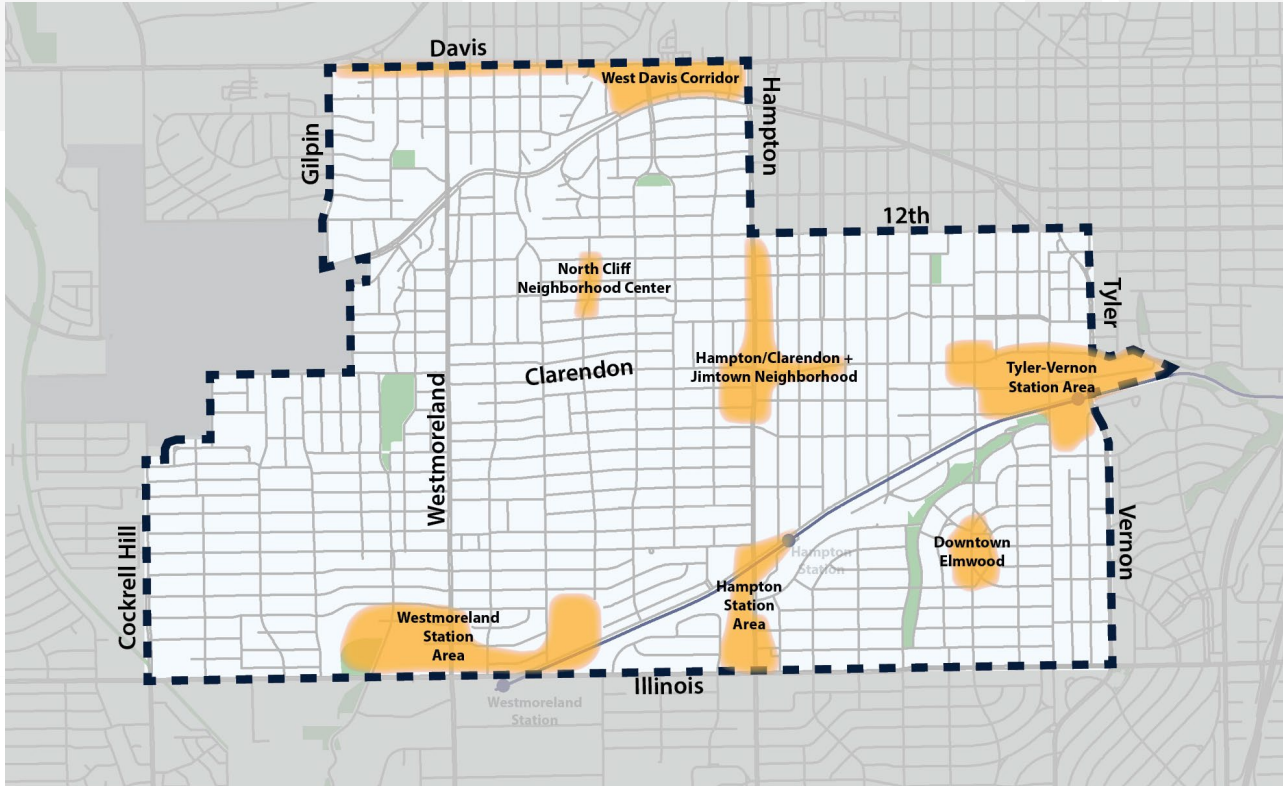 Davis
West Davis Corridor
Hampton
Gilpin
12th
North Cliff
Neighborhood Center
Tyler
Clarendon
Hampton/Clarendon +
Jimtown Neighborhood
Tyler-Vernon
Station Area
Westmoreland
Cockrell Hill
Vernon
Downtown
Elmwood
Hampton
Station
Hampton
Station
Area
Westmoreland
Station
Area
Illinois
Westmoreland
Station